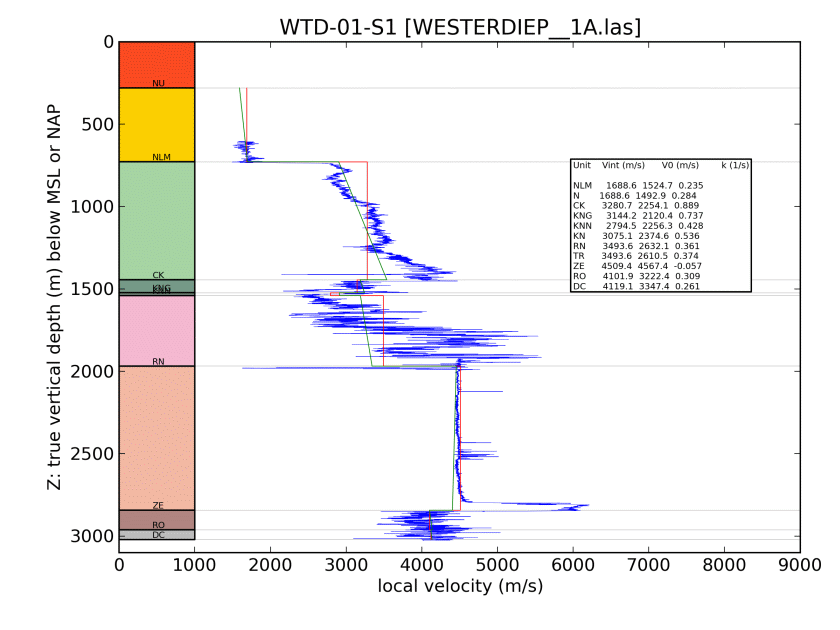 WTD-01-S1 [WESTERDIEP__1A.las]
Z: true vertical depth (m) below MSL or NAP
0
500
1000
1500
2000
2500
3000
NU
NLM
CK
KNG
KNN
RN
ZE
RO
DC
Unit Vint (m/s) V0 (m/s) k (1/s)
NLM 1688.6 1524.7 0.235
N 1688.6 1492.9 0.284
CK 3280.7 2254.1 0.889
KNG 3144.2 2120.4 0.737
KNN 2794.5 2256.3 0.428
KN 3075.1 2374.6 0.536
RN 3493.6 2632.1 0.361
TR 3493.6 2610.5 0.374
ZE 4509.4 4567.4 -0.057
RO 4101.9 3222.4 0.309
DC 4119.1 3347.4 0.261
0 1000 2000 3000 4000 5000 6000 7000 8000 9000
local velocity (m/s)